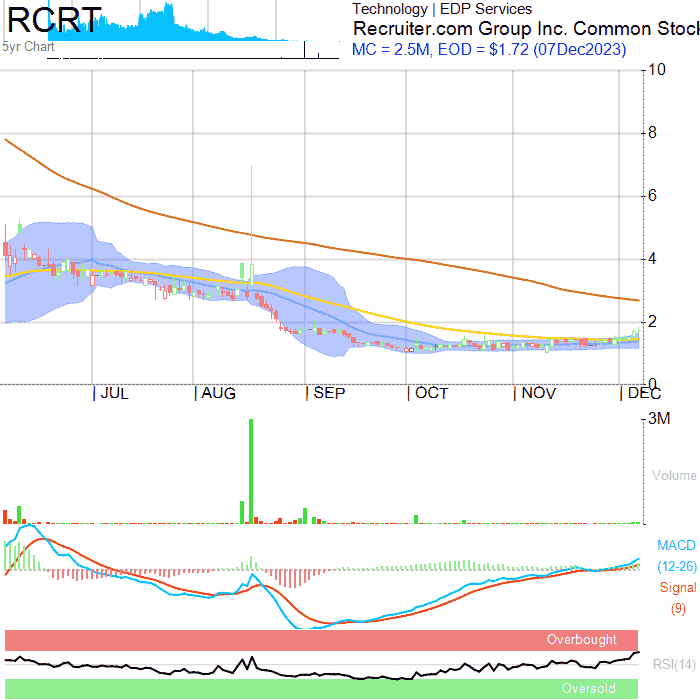 RCRT
5yr Chart
Technology | EDP Services
Recruiter.com Group Inc. Common Stock
MC = 2.5M, EOD = $1.72 (07Dec2023)
10
8
6
4
2
0
JUL
AUG
SEP
OCT
NOV
DEC
3M
Volume
MACD
(12-26)
Signal
(9)
Overbought
RSI(14)
Oversold